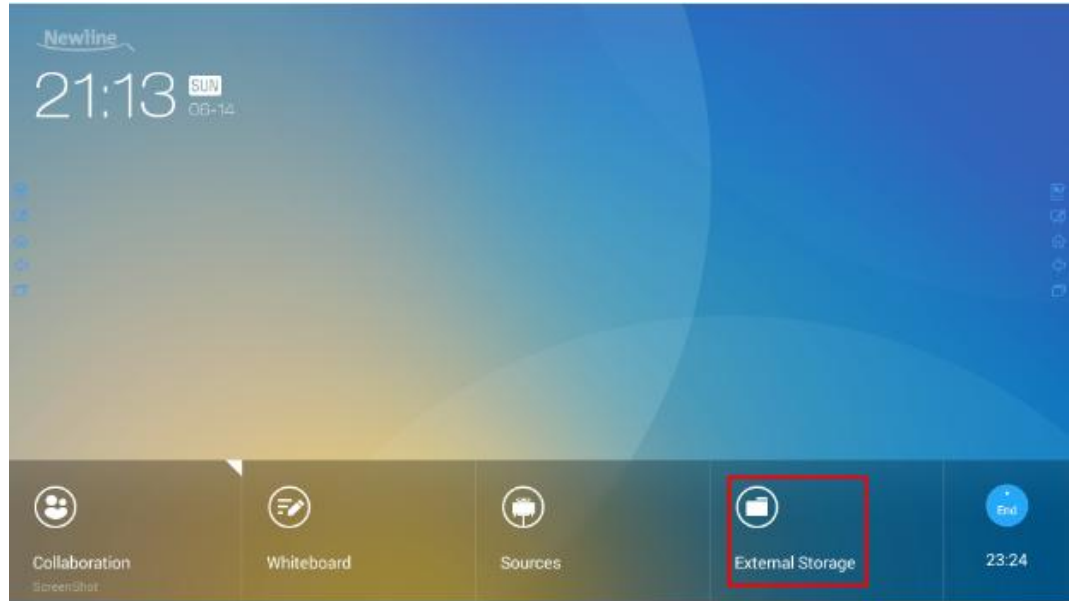 Newline
21:13 SUN
06-14
Collaboration
ScreenShot
Whiteboard
Sources
External Storage
End
23:24